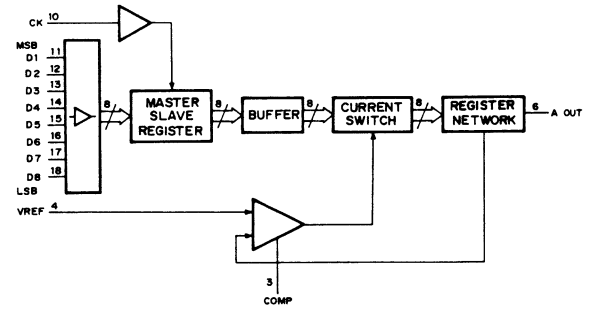 CK 10
MSB
D1 11
D2 12
D3 13
D4 14
D5 15
D6 16
D7 17
D8 18
LSB
8
MASTER
SLAVE
REGISTER
8
BUFFER
8
CURRENT
SWITCH
8
REGISTER
NETWORK
6
A OUT
VREF 4
3
COMP